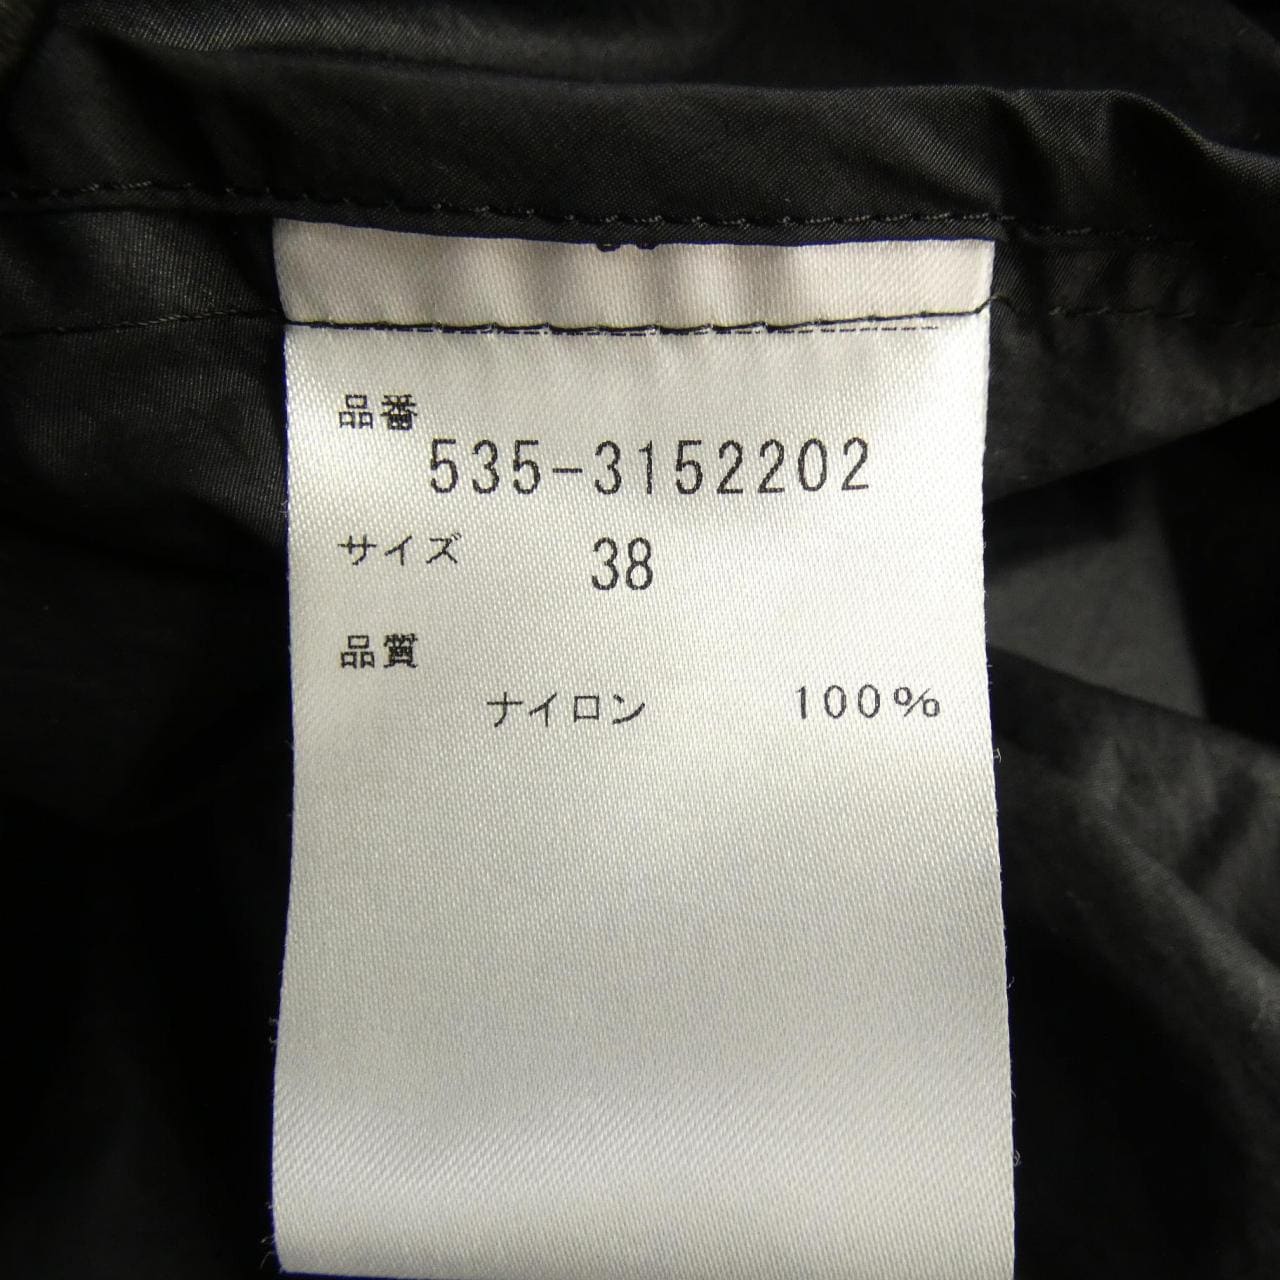 品番
535-3152202
サイズ 38
品質
ナイロン 100%